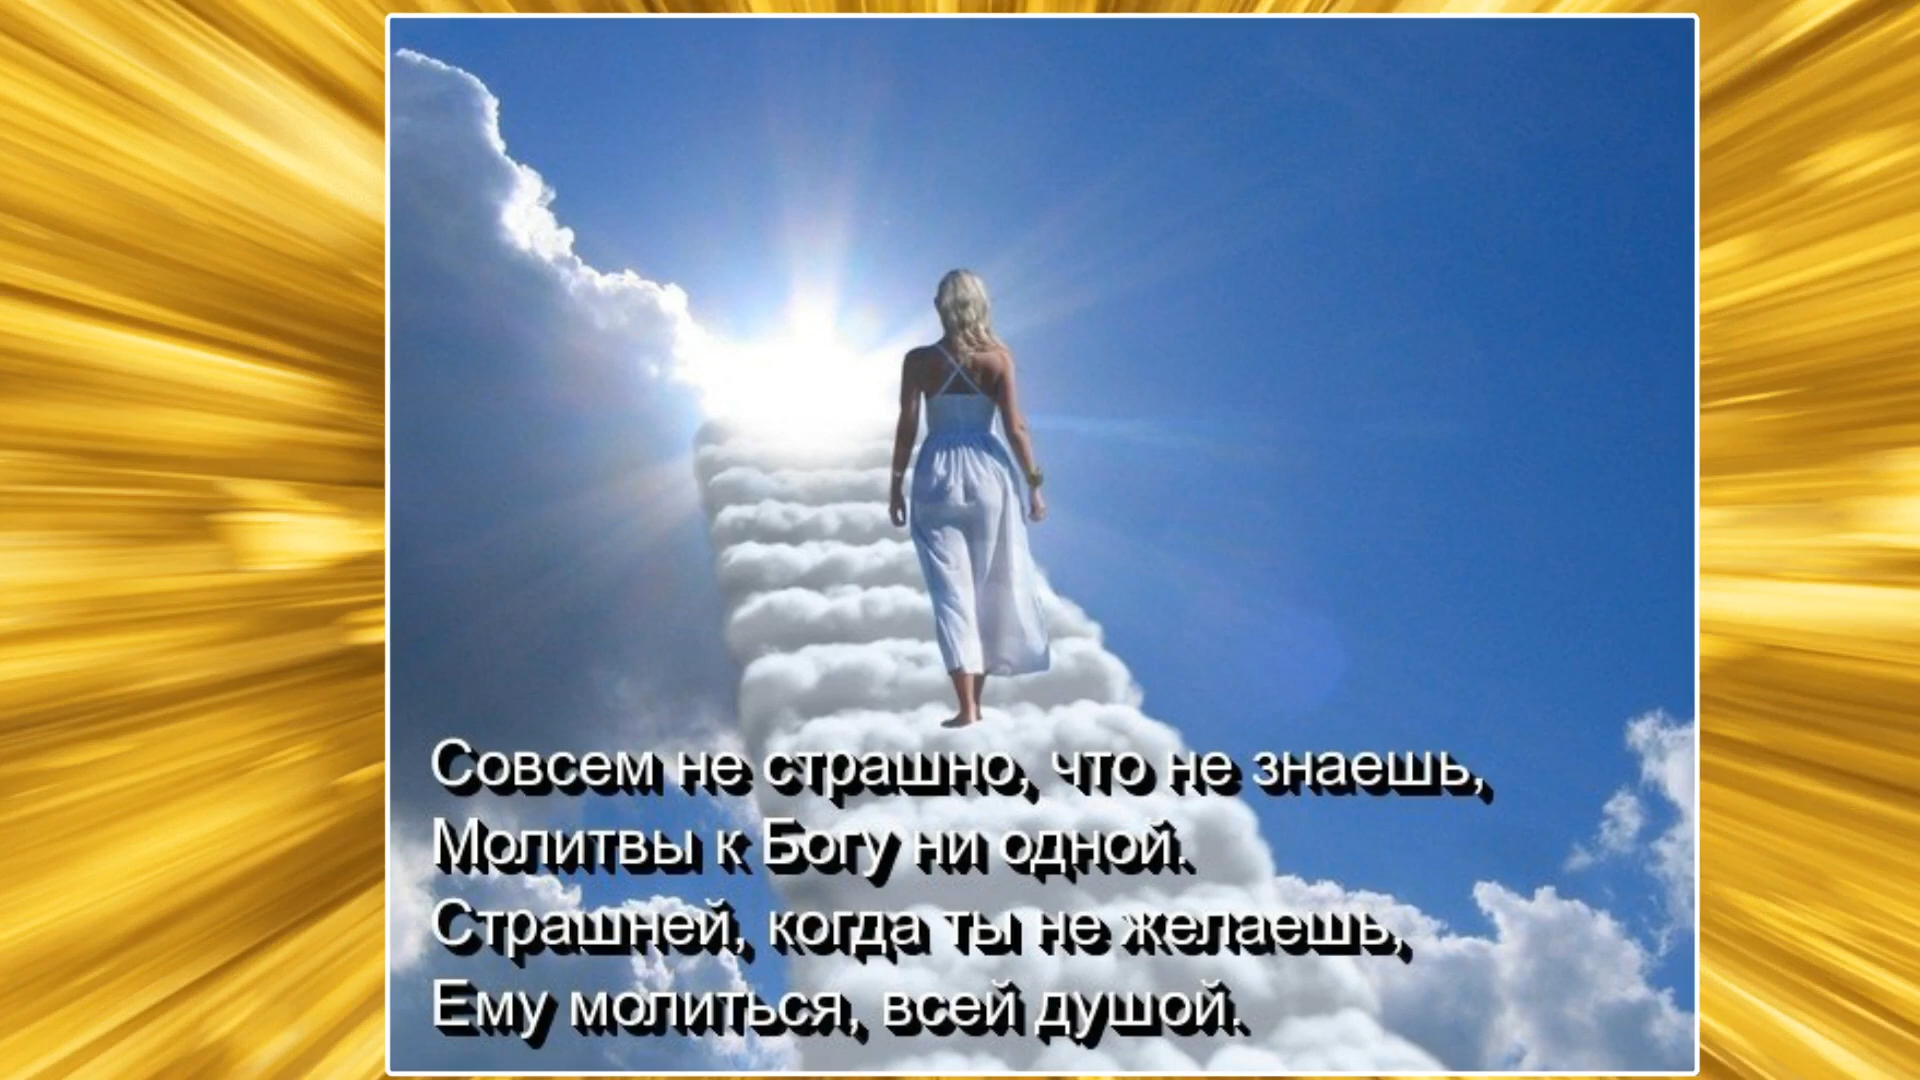 Совсем не страшно, что не знаешь,
Молитвы к Богу ни одной.
Страшней, когда ты не желаешь,
Ему молиться, всей душой.